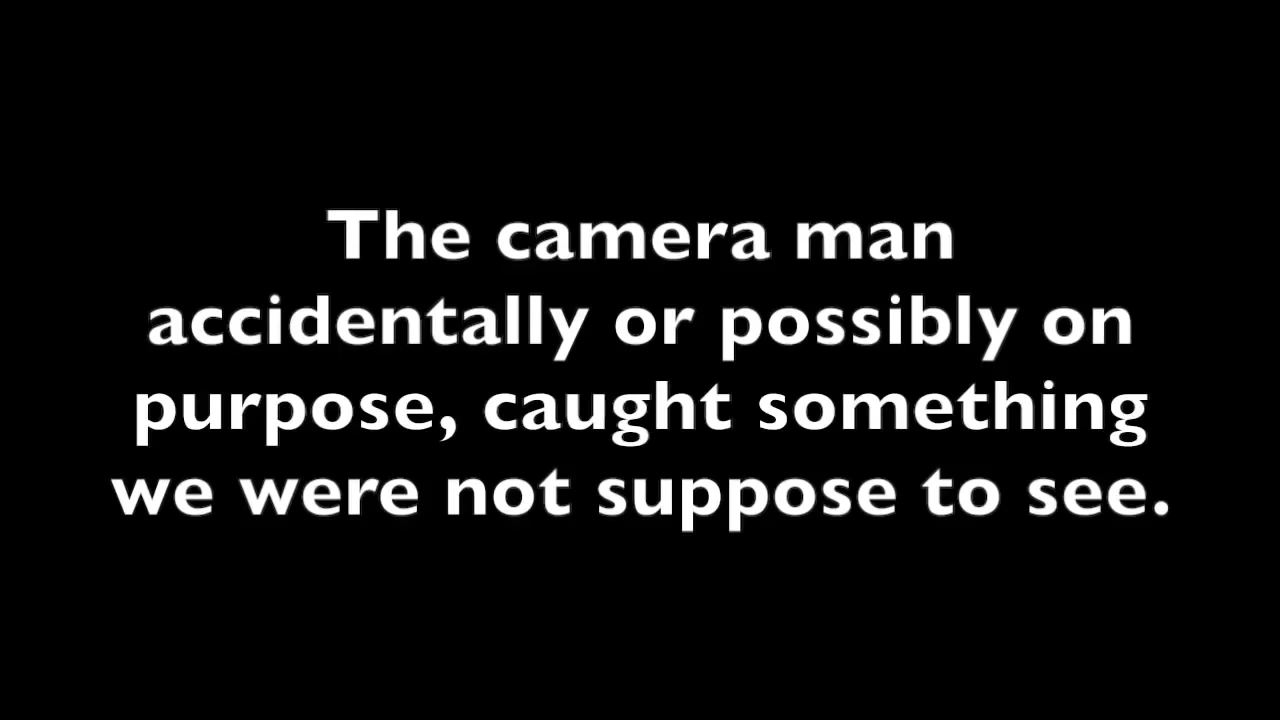 The camera man
accidentally or possibly on
purpose, caught something
we were not suppose to see.